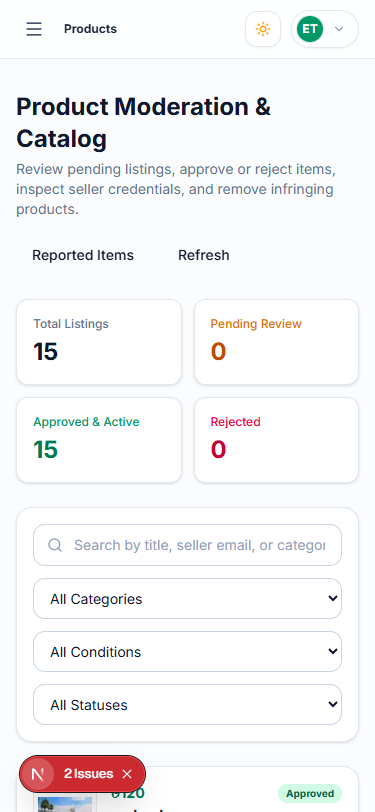 Products
ET
Product Moderation &
Catalog
Review pending listings, approve or reject items,
inspect seller credentials, and remove infringing
products.
Reported Items
Refresh
Total Listings
15
Pending Review
0
Approved & Active
15
Rejected
0
Search by title, seller email, or categor
All Categories
All Conditions
All Statuses
N
2 Issues
Approved